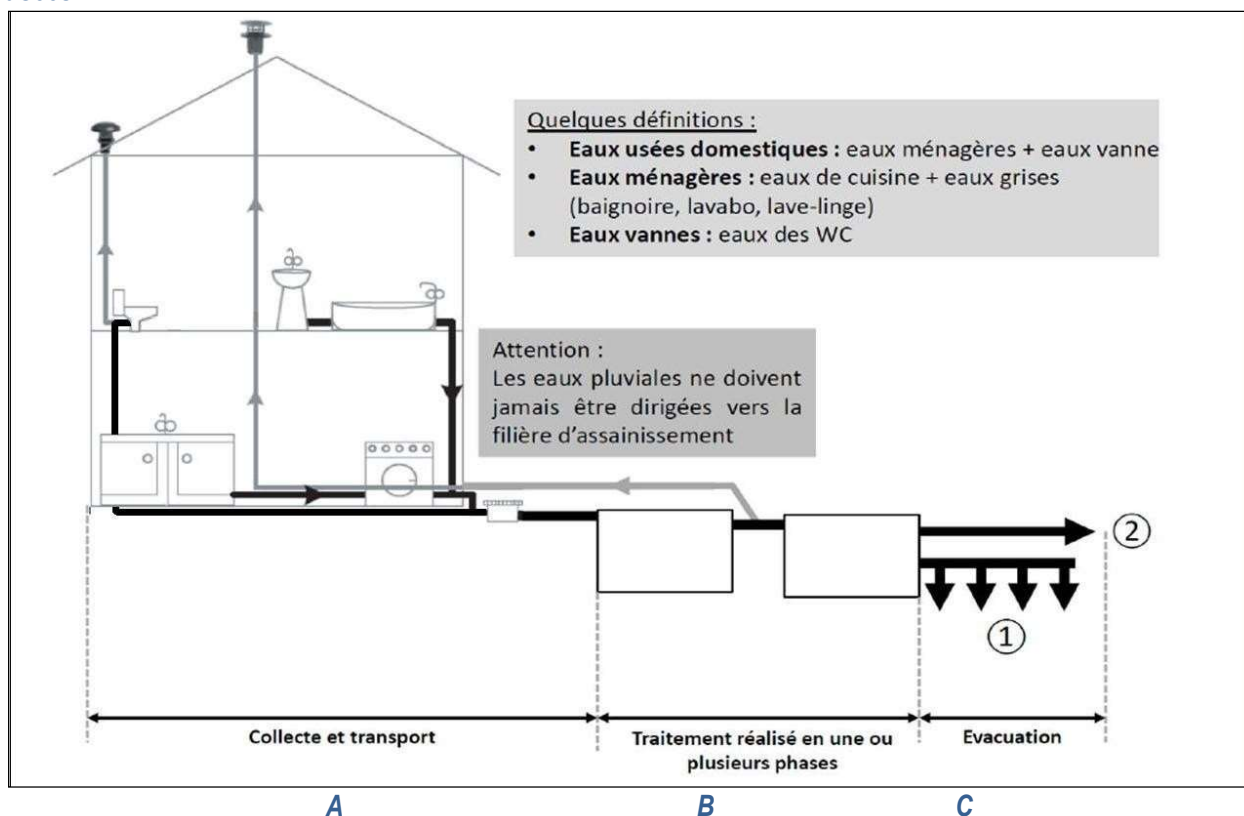 Quelques définitions :
• Eaux usées domestiques : eaux ménagères + eaux vanne
• Eaux ménagères : eaux de cuisine + eaux grises
(baignoire, lavabo, lave-linge)
• Eaux vannes : eaux des WC
Attention :
Les eaux pluviales ne doivent
jamais être dirigées vers la
filière d'assainissement
②
①
Collecte et transport
Traitement réalisé en une ou
plusieurs phases
Evacuation
A B C